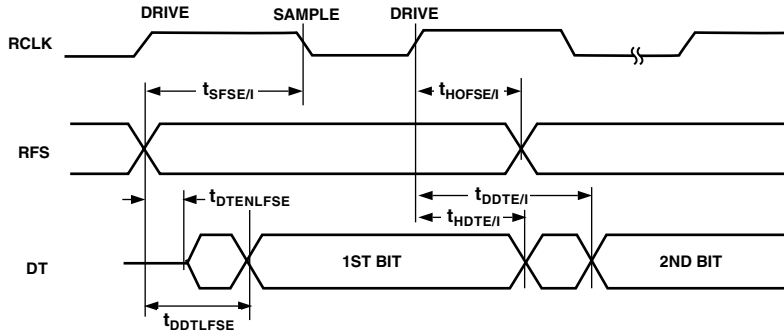 DRIVE SAMPLE DRIVE
RCLK
tSFSE/I tHOFSE/I
RFS
tDTENLFSE tDDTE/I
tHDTE/I
DT 1ST BIT 2ND BIT
tDDTLFSE